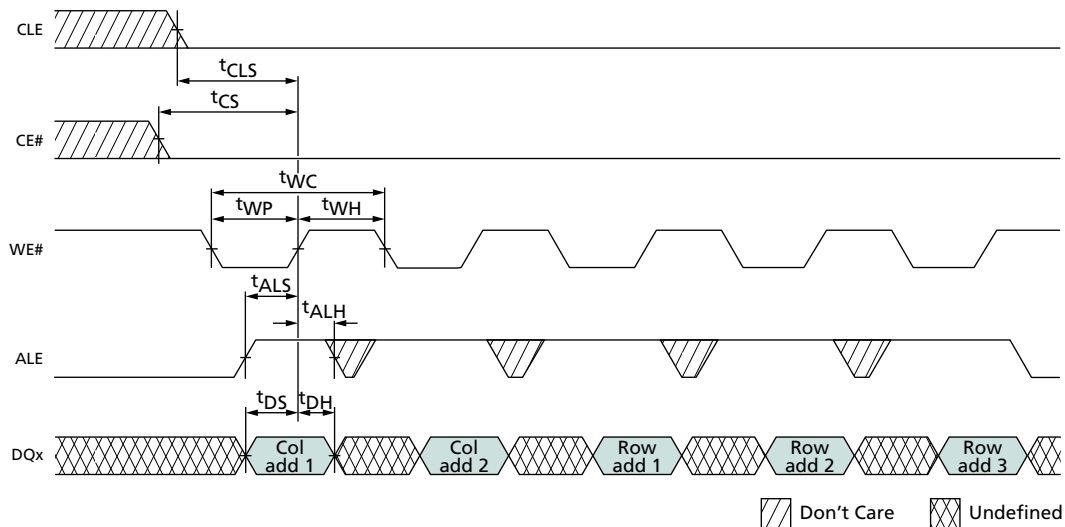 CLE
tCLS
tCS
CE#
tWC
tWP
tWH
WE#
tALS
tALH
ALE
tDS
tDH
DQx
Col
add 1
Col
add 2
Row
add 1
Row
add 2
Row
add 3
Don't Care
Undefined